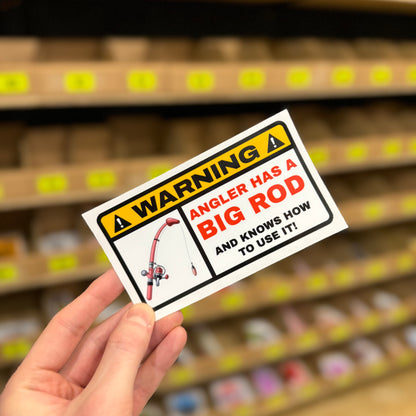 WARNING
ANGLER HAS A
BIG ROD
AND KNOWS HOW
TO USE IT!